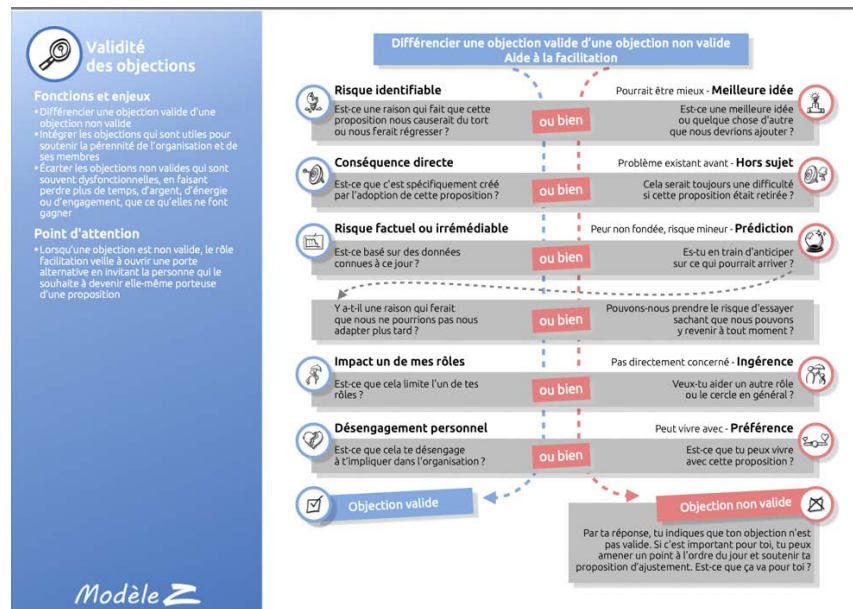 Validité
des objections
Fonctions et enjeux
•Différencier une objection valide d'une
objection non valide
•Intégrer les objections qui sont utiles pour
soutenir la pérennité de l'organisation et de
ses membres
•Écarter les objections non valides qui sont
souvent dysfonctionnelles, en faisant
perdre plus de temps, d'argent, d'énergie
ou d'engagement, que ce qu'elles ne font
gagner
Point d'attention
•Lorsqu'une objection est non valide, le rôle
facilitation veille à ouvrir une porte
alternative en invitant la personne qui le
souhaite à devenir elle-même porteuse
d'une proposition
Modèle Z
Différencier une objection valide d'une objection non valide
Aide à la facilitation
Risque identifiable
Est-ce une raison qui fait que cette
proposition nous causerait du tort
ou nous ferait régresser ?
ou bien
Pourrait être mieux - Meilleure idée
Est-ce une meilleure idée
ou quelque chose d'autre
que nous devrions ajouter ?
Conséquence directe
Est-ce que c'est spécifiquement créé
par l'adoption de cette proposition ?
ou bien
Problème existant avant - Hors sujet
Cela serait toujours une difficulté
si cette proposition était retirée ?
Risque factuel ou irrémédiable
Est-ce basé sur des données
connues à ce jour ?
ou bien
Peur non fondée, risque mineur - Prédiction
Es-tu en train d'anticiper
sur ce qui pourrait arriver ?
Y a-t-il une raison qui ferait
que nous ne pourrions pas nous
adapter plus tard ?
ou bien
Pouvons-nous prendre le risque d'essayer
sachant que nous pouvons
y revenir à tout moment ?
Impact un de mes rôles
Est-ce que cela limite l'un de tes
rôles ?
ou bien
Pas directement concerné - Ingérence
Veux-tu aider un autre rôle
ou le cercle en général ?
Désengagement personnel
Est-ce que cela te désengage
à t'impliquer dans l'organisation ?
ou bien
Peut vivre avec - Préférence
Est-ce que tu peux vivre
avec cette proposition ?
Objection valide
Objection non valide
Par ta réponse, tu indiques que ton objection n'est
pas valide. Si c'est important pour toi, tu peux
amener un point à l'ordre du jour et soutenir ta
proposition d'ajustement. Est-ce que ça va pour toi ?